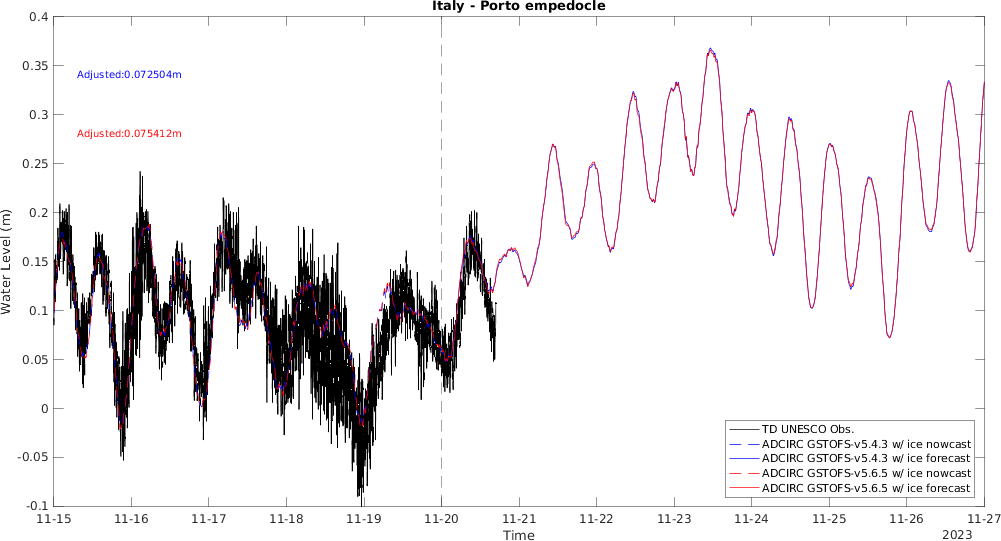 Italy - Porto empedocle
0.4
0.35
0.3
0.25
0.2
0.15
0.1
0.05
0
-0.05
-0.1
Water Level (m)
Adjusted:0.072504m
Adjusted:0.075412m
TD UNESCO Obs.
ADCIRC GSTOFS-v5.4.3 w/ ice nowcast
ADCIRC GSTOFS-v5.4.3 w/ ice forecast
ADCIRC GSTOFS-v5.6.5 w/ ice nowcast
ADCIRC GSTOFS-v5.6.5 w/ ice forecast
11-15 11-16 11-17 11-18 11-19 11-20 11-21 11-22 11-23 11-24 11-25 11-26 11-27
Time
2023